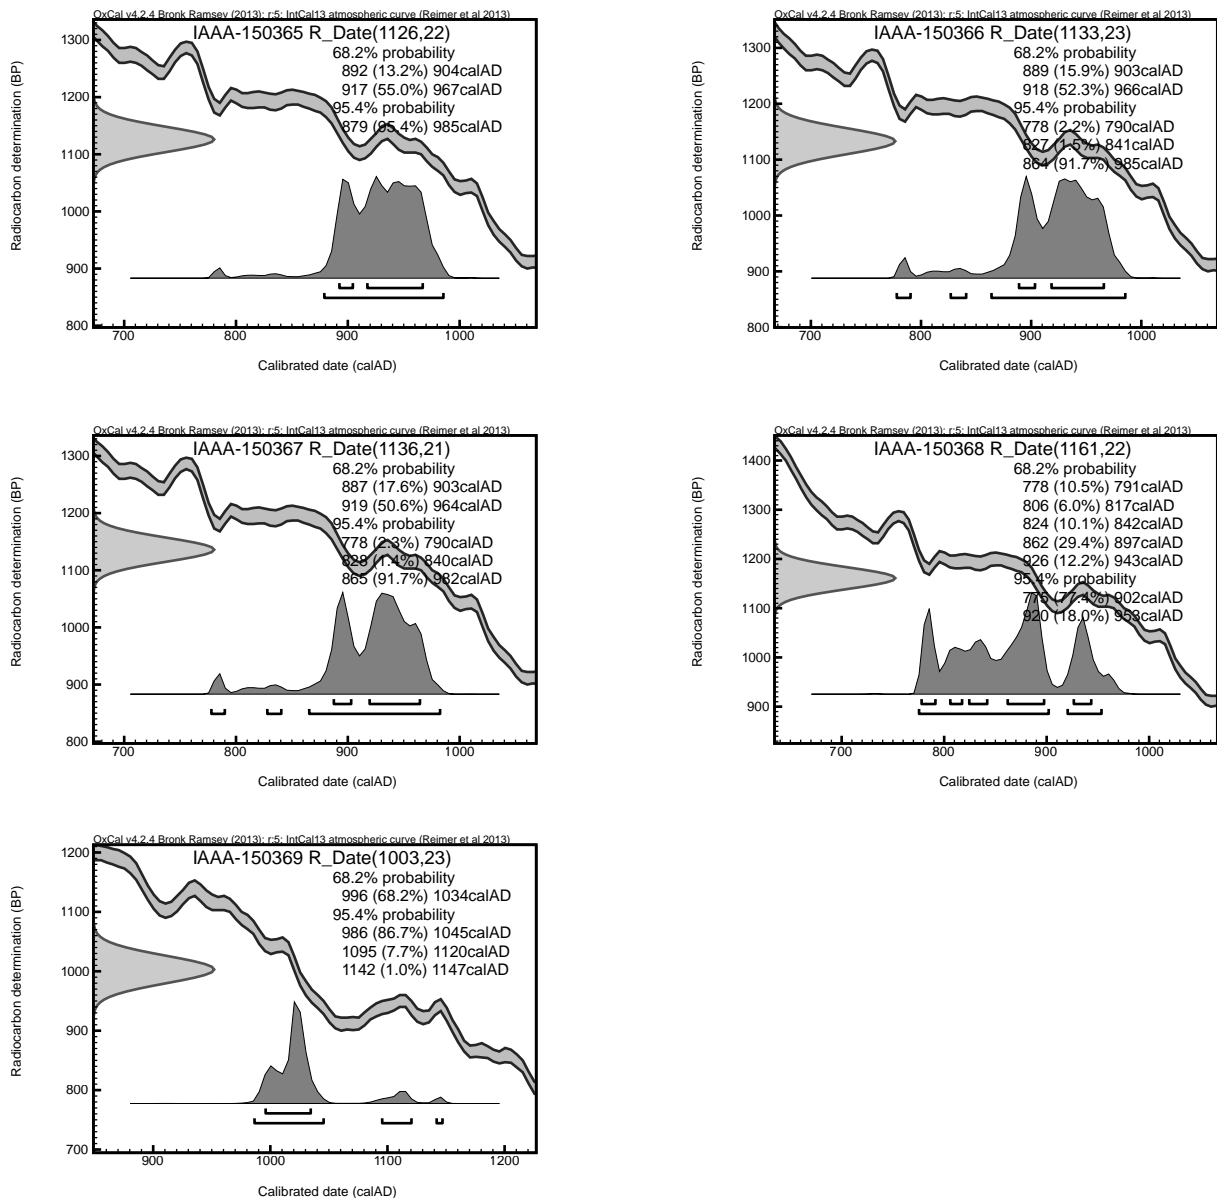 OxCal v4.2.4 Bronk Ramsey (2013); r:5; IntCal13 atmospheric curve (Reimer et al 2013)
IAAA-150365 R_Date(1126,22)
68.2% probability
892 (13.2%) 904calAD
917 (55.0%) 967calAD
95.4% probability
879 (95.4%) 985calAD
Radiocarbon determination (BP)
1300
1200
1100
1000
900
800
700 800 900 1000
Calibrated date (calAD)
OxCal v4.2.4 Bronk Ramsey (2013); r:5; IntCal13 atmospheric curve (Reimer et al 2013)
IAAA-150366 R_Date(1133,23)
68.2% probability
889 (15.9%) 903calAD
918 (52.3%) 966calAD
95.4% probability
778 (2.2%) 790calAD
827 (1.5%) 841calAD
864 (91.7%) 985calAD
Radiocarbon determination (BP)
1300
1200
1100
1000
900
800
700 800 900 1000
Calibrated date (calAD)
OxCal v4.2.4 Bronk Ramsey (2013); r:5; IntCal13 atmospheric curve (Reimer et al 2013)
IAAA-150367 R_Date(1136,21)
68.2% probability
887 (17.6%) 903calAD
919 (50.6%) 964calAD
95.4% probability
778 (2.3%) 790calAD
828 (1.4%) 840calAD
865 (91.7%) 982calAD
Radiocarbon determination (BP)
1300
1200
1100
1000
900
800
700 800 900 1000
Calibrated date (calAD)
OxCal v4.2.4 Bronk Ramsey (2013); r:5; IntCal13 atmospheric curve (Reimer et al 2013)
IAAA-150368 R_Date(1161,22)
68.2% probability
778 (10.5%) 791calAD
806 (6.0%) 817calAD
824 (10.1%) 842calAD
862 (29.4%) 897calAD
926 (12.2%) 943calAD
95.4% probability
775 (77.4%) 902calAD
920 (18.0%) 953calAD
Radiocarbon determination (BP)
1400
1300
1200
1100
1000
900
700 800 900 1000
Calibrated date (calAD)
OxCal v4.2.4 Bronk Ramsey (2013); r:5; IntCal13 atmospheric curve (Reimer et al 2013)
IAAA-150369 R_Date(1003,23)
68.2% probability
996 (68.2%) 1034calAD
95.4% probability
986 (86.7%) 1045calAD
1095 (7.7%) 1120calAD
1142 (1.0%) 1147calAD
Radiocarbon determination (BP)
1200
1100
1000
900
800
700
900 1000 1100 1200
Calibrated date (calAD)